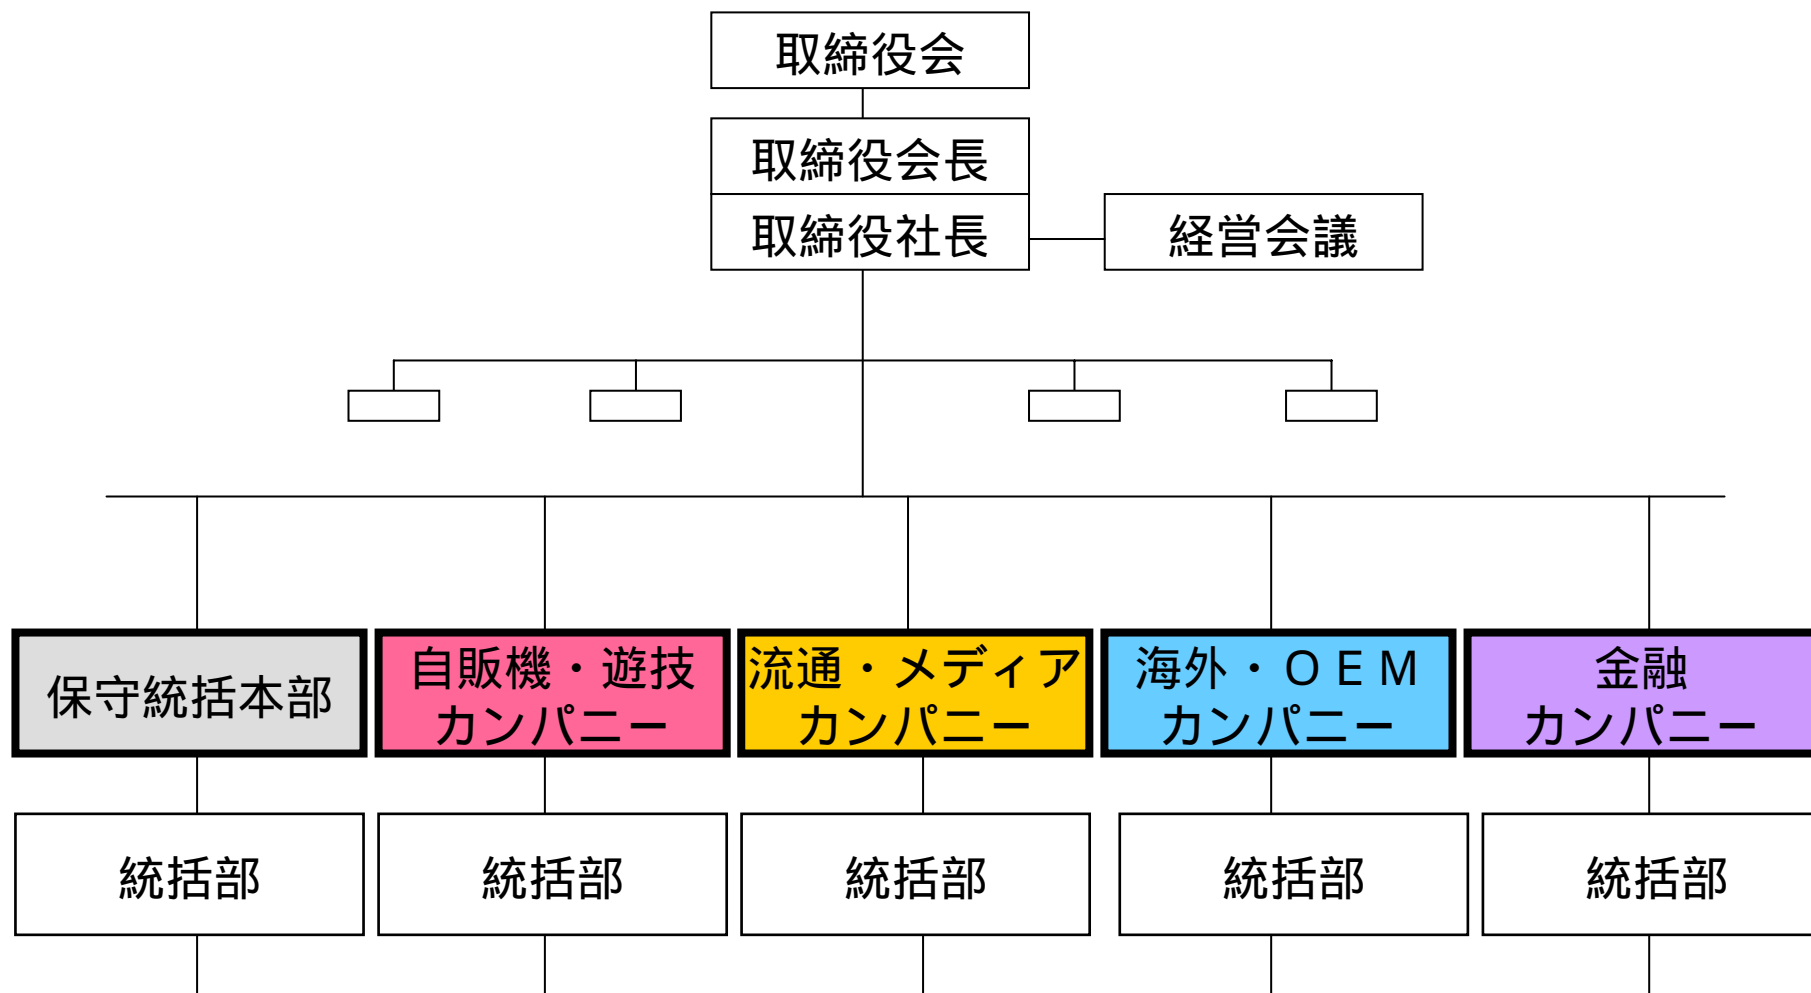 取締役会
取締役会長
取締役社長
経営会議
保守統括本部
自販機・遊技
カンパニー
流通・メディア
カンパニー
海外・ＯＥＭ
カンパニー
金融
カンパニー
統括部
統括部
統括部
統括部
統括部